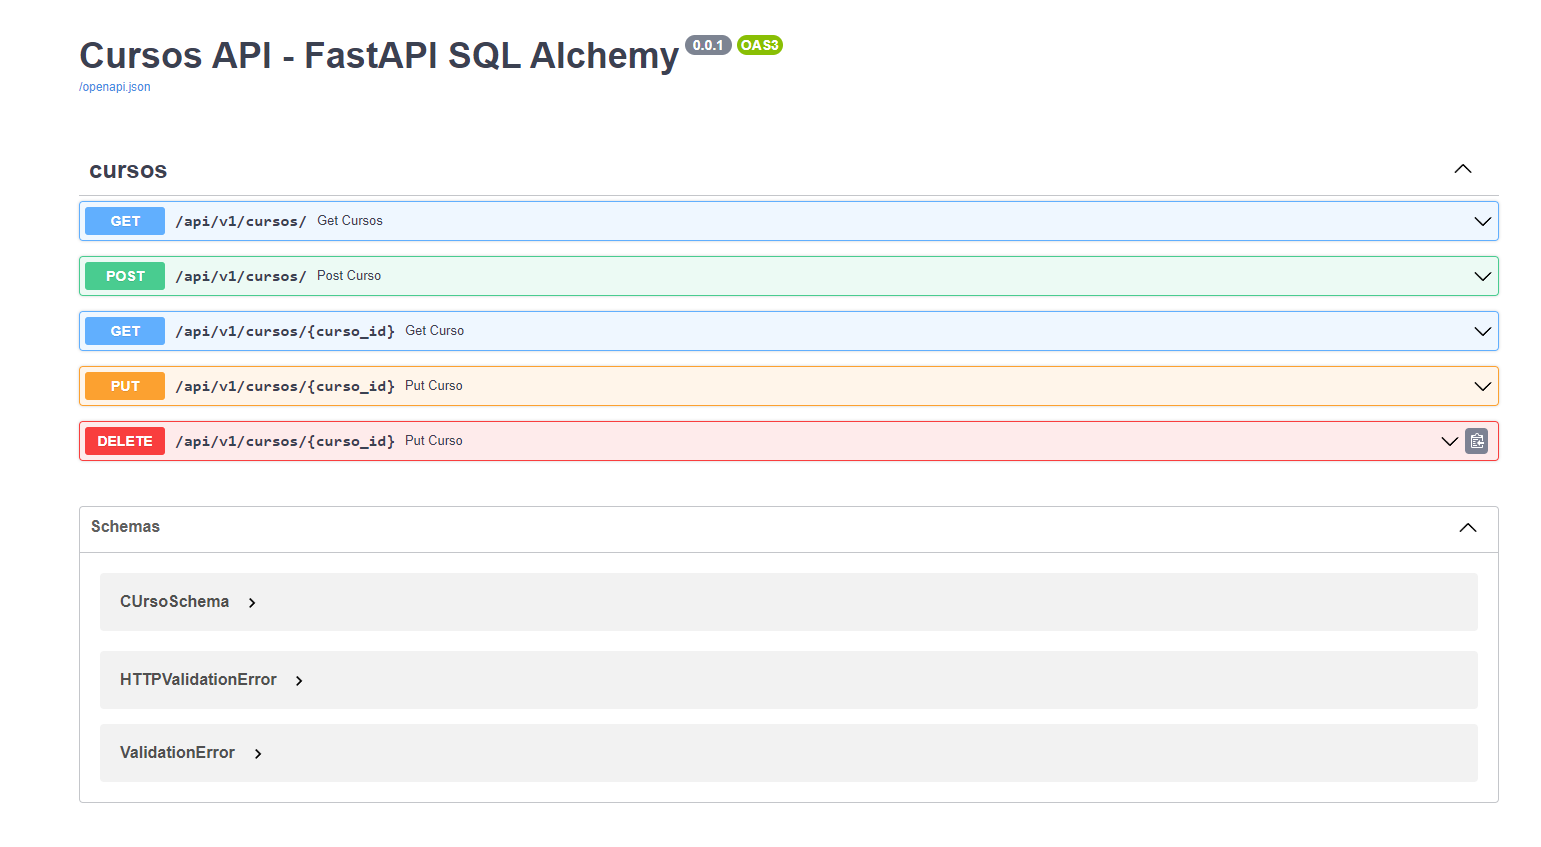 Cursos API - FastAPI SQL Alchemy 0.0.1 OAS3
/openapi.json
cursos
GET /api/v1/cursos/ Get Cursos
POST /api/v1/cursos/ Post Curso
GET /api/v1/cursos/{curso_id} Get Curso
PUT /api/v1/cursos/{curso_id} Put Curso
DELETE /api/v1/cursos/{curso_id} Put Curso
Schemas
CUrsoSchema
HTTPValidationError
ValidationError